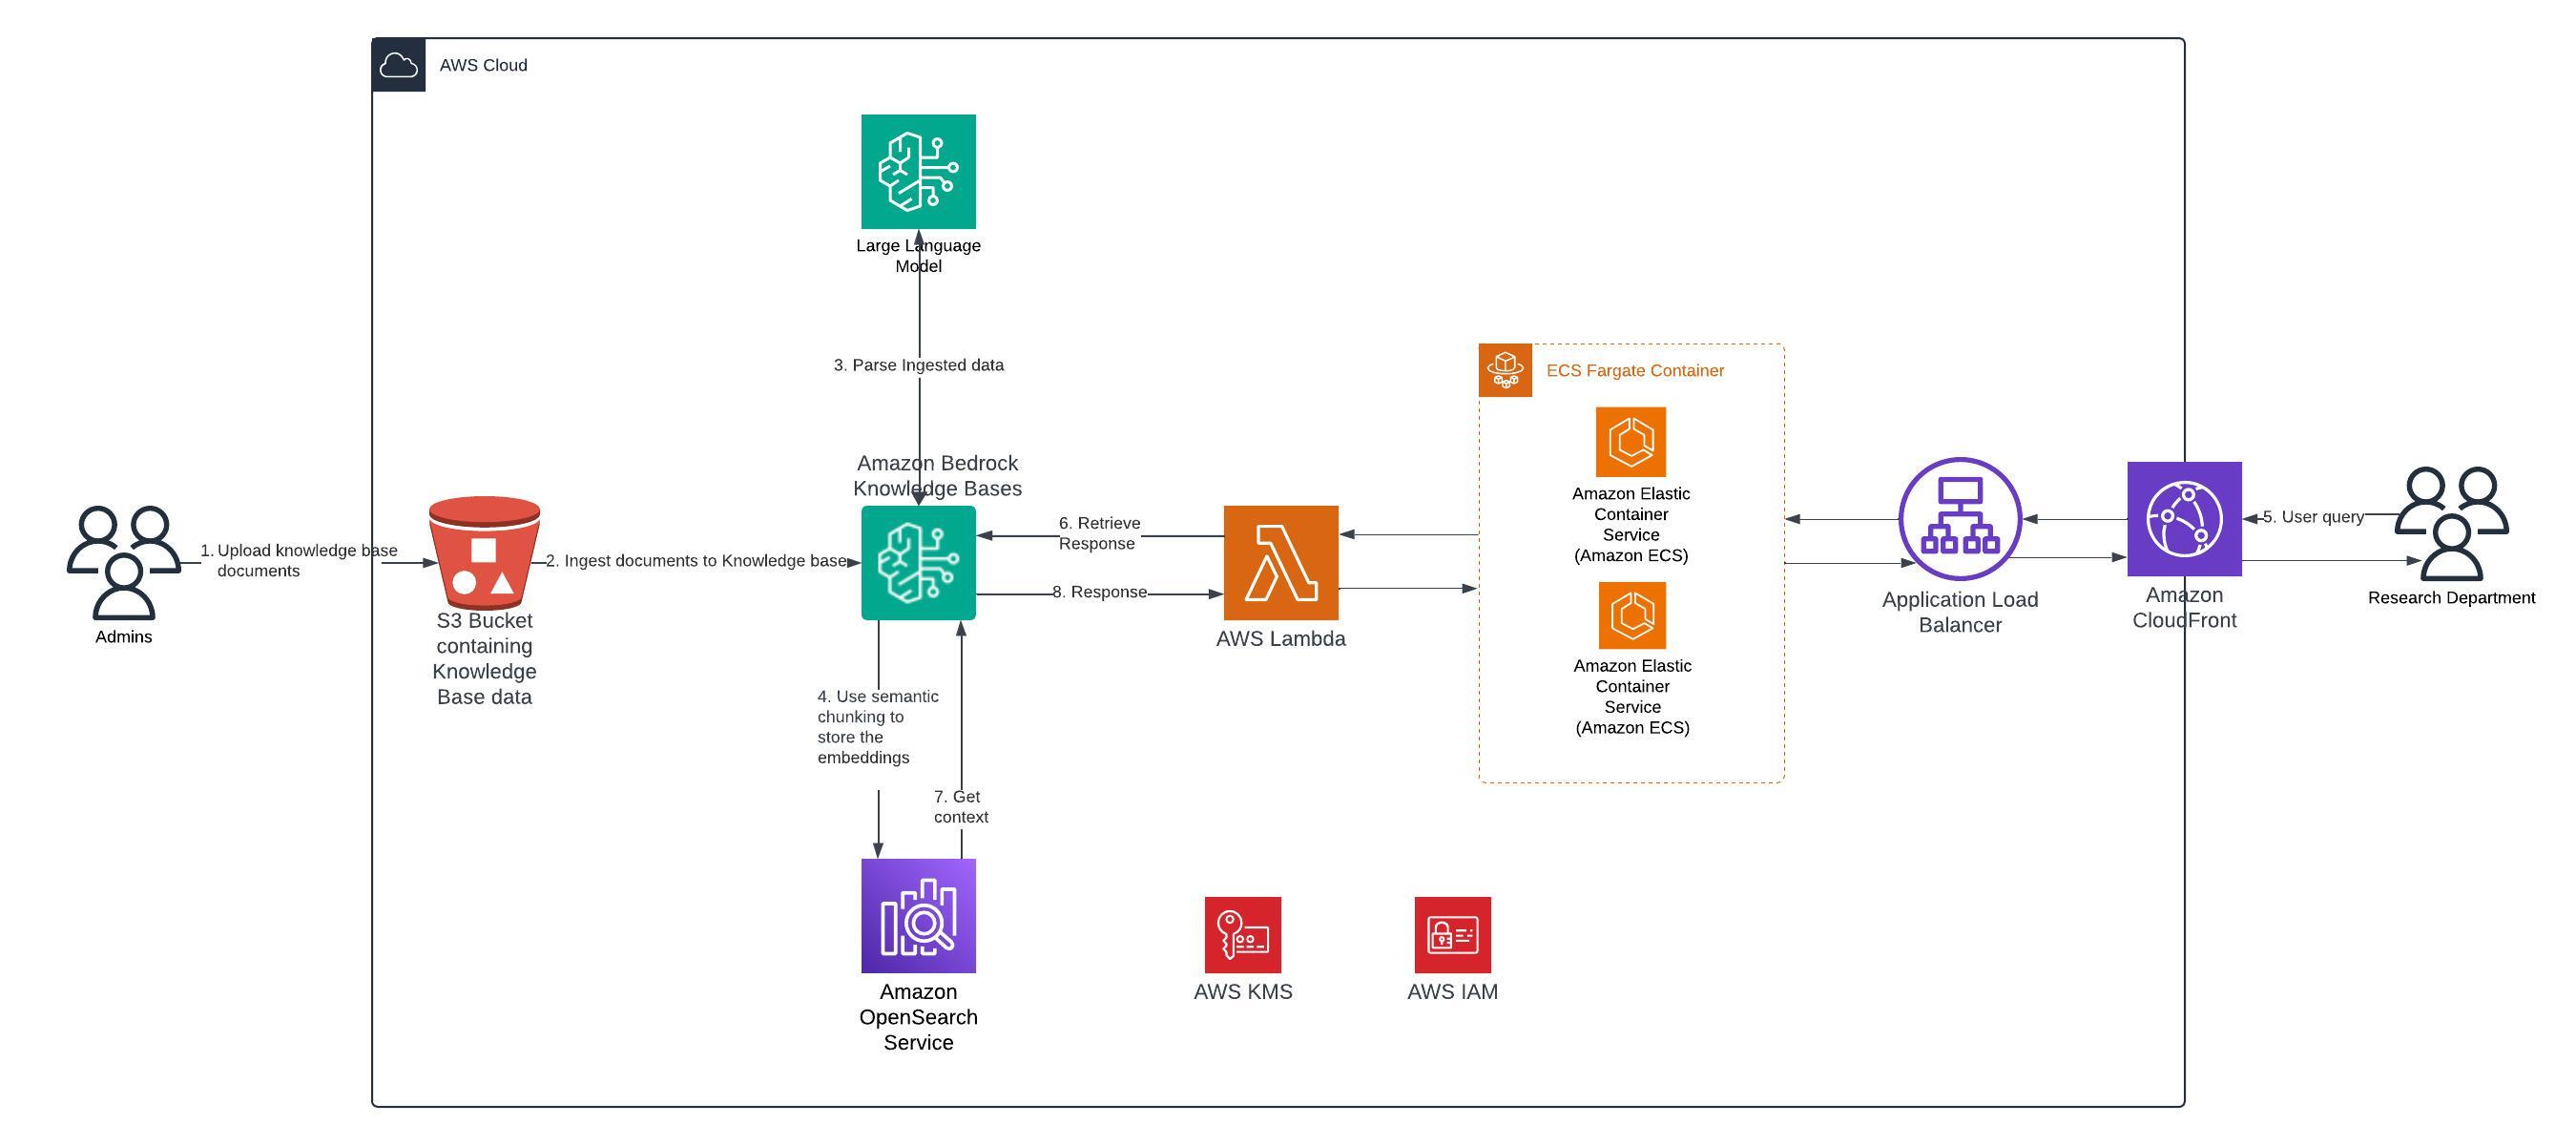 AWS Cloud
Large Language
Model
3. Parse Ingested data
Amazon Bedrock
Knowledge Bases
1. Upload knowledge base
documents
Admins
S3 Bucket
containing
Knowledge
Base data
2. Ingest documents to Knowledge base
6. Retrieve
Response
8. Response
AWS Lambda
4. Use semantic
chunking to
store the
embeddings
7. Get
context
Amazon
OpenSearch
Service
AWS KMS
AWS IAM
ECS Fargate Container
Amazon Elastic
Container
Service
(Amazon ECS)
Amazon Elastic
Container
Service
(Amazon ECS)
Application Load
Balancer
Amazon
CloudFront
5. User query
Research Department